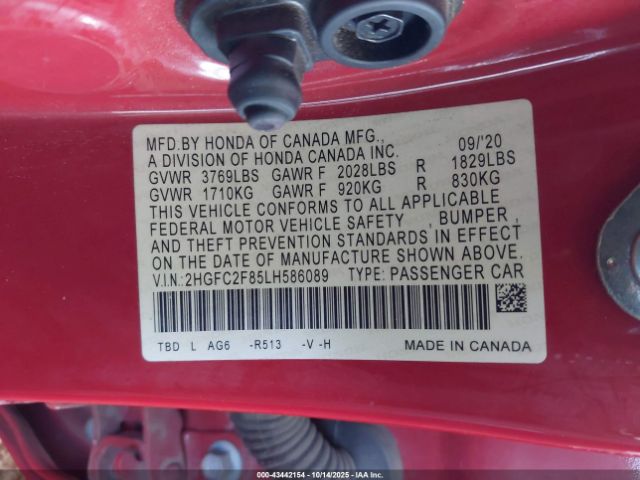 MFD.BY HONDA OF CANADA MFG.,
A DIVISION OF HONDA CANADA INC. 09/'20
GVWR 3769LBS GAWR F 2028LBS R 1829LBS
GVWR 1710KG GAWR F 920KG R 830KG
THIS VEHICLE CONFORMS TO ALL APPLICABLE
FEDERAL MOTOR VEHICLE SAFETY , BUMPER ,
AND THEFT PREVENTION STANDARDS IN EFFECT
ON THE DATE OF MANUFACTURE SHOWN ABOVE.
V.I.N.:2HGFC2F85LH586089 TYPE: PASSENGER CAR
TBD L AG6 -R513 -V -H MADE IN CANADA
000-43442154 | 10/14/2025 | IAA Inc.